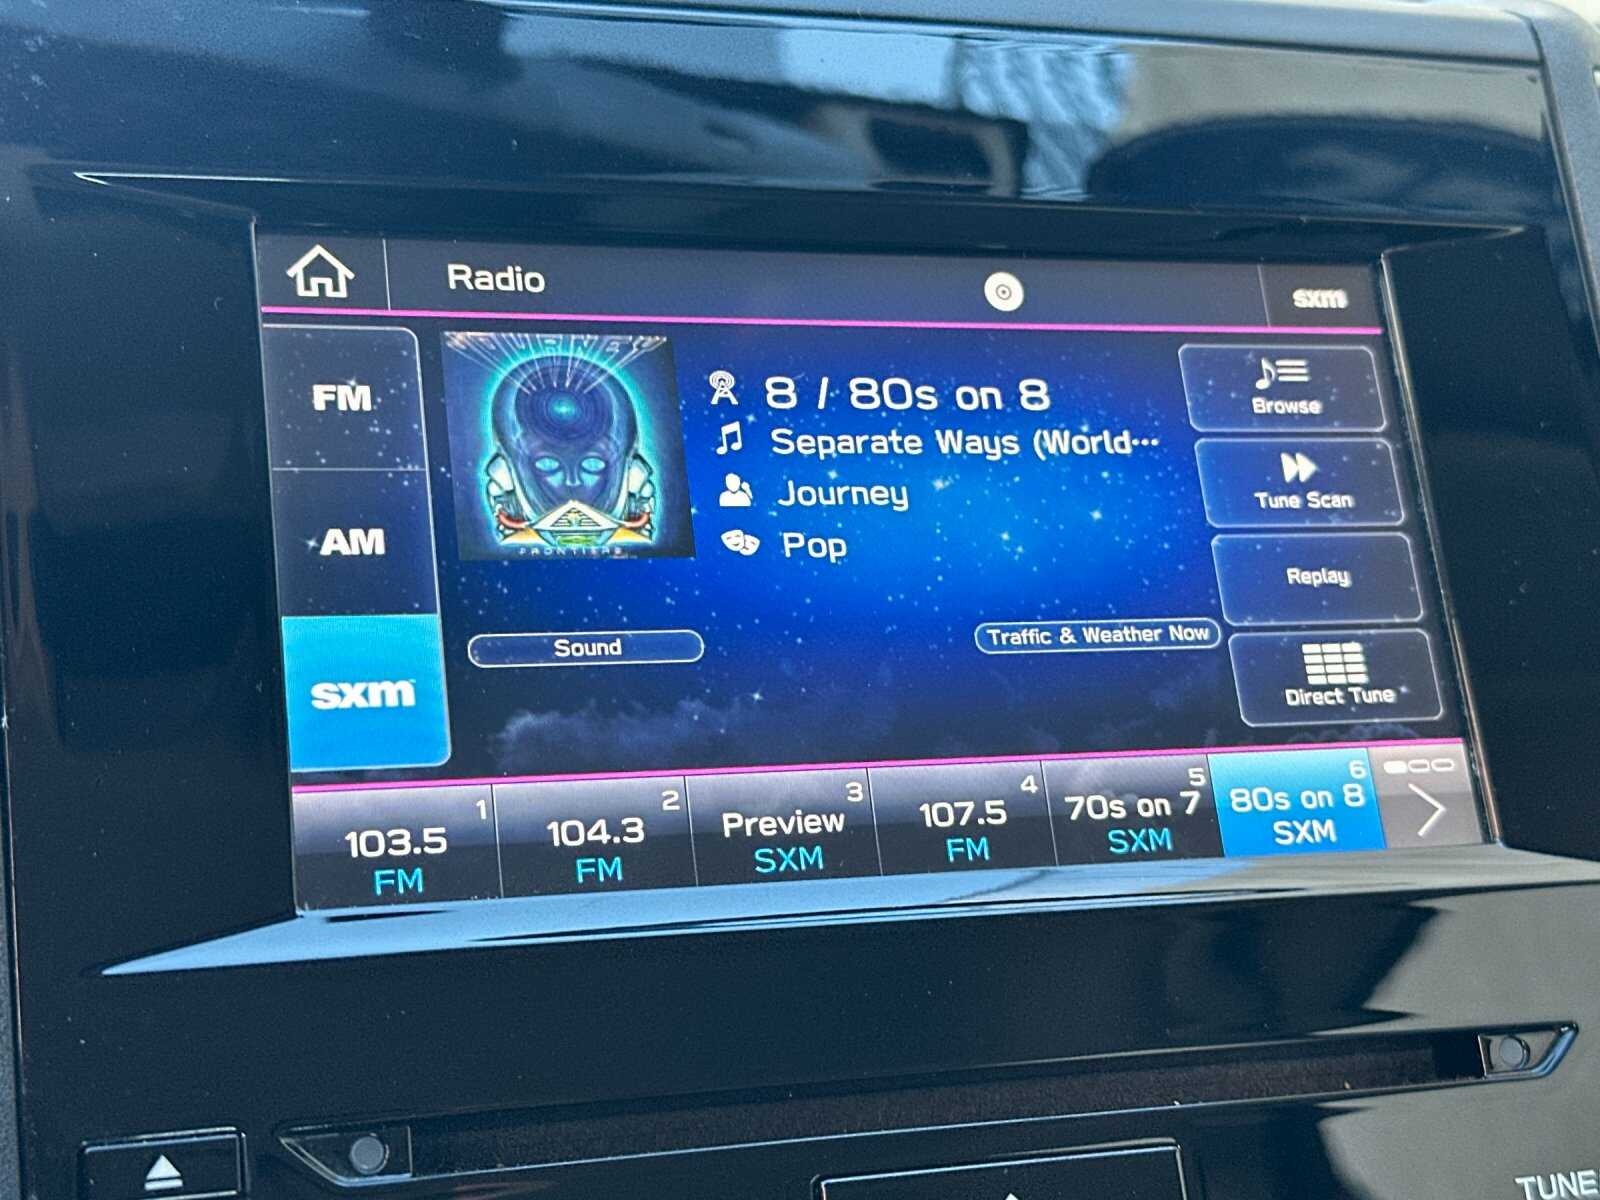 Radio
sxm
FM
AM
sxm
JOURNEY
FRONTIERS
8 / 80s on 8
Separate Ways (World···
Journey
Pop
Sound
Traffic & Weather Now
Browse
Tune Scan
Replay
Direct Tune
1
103.5
FM
2
104.3
FM
3
Preview
SXM
4
107.5
FM
5
70s on 7
SXM
6
80s on 8
SXM
TUNE